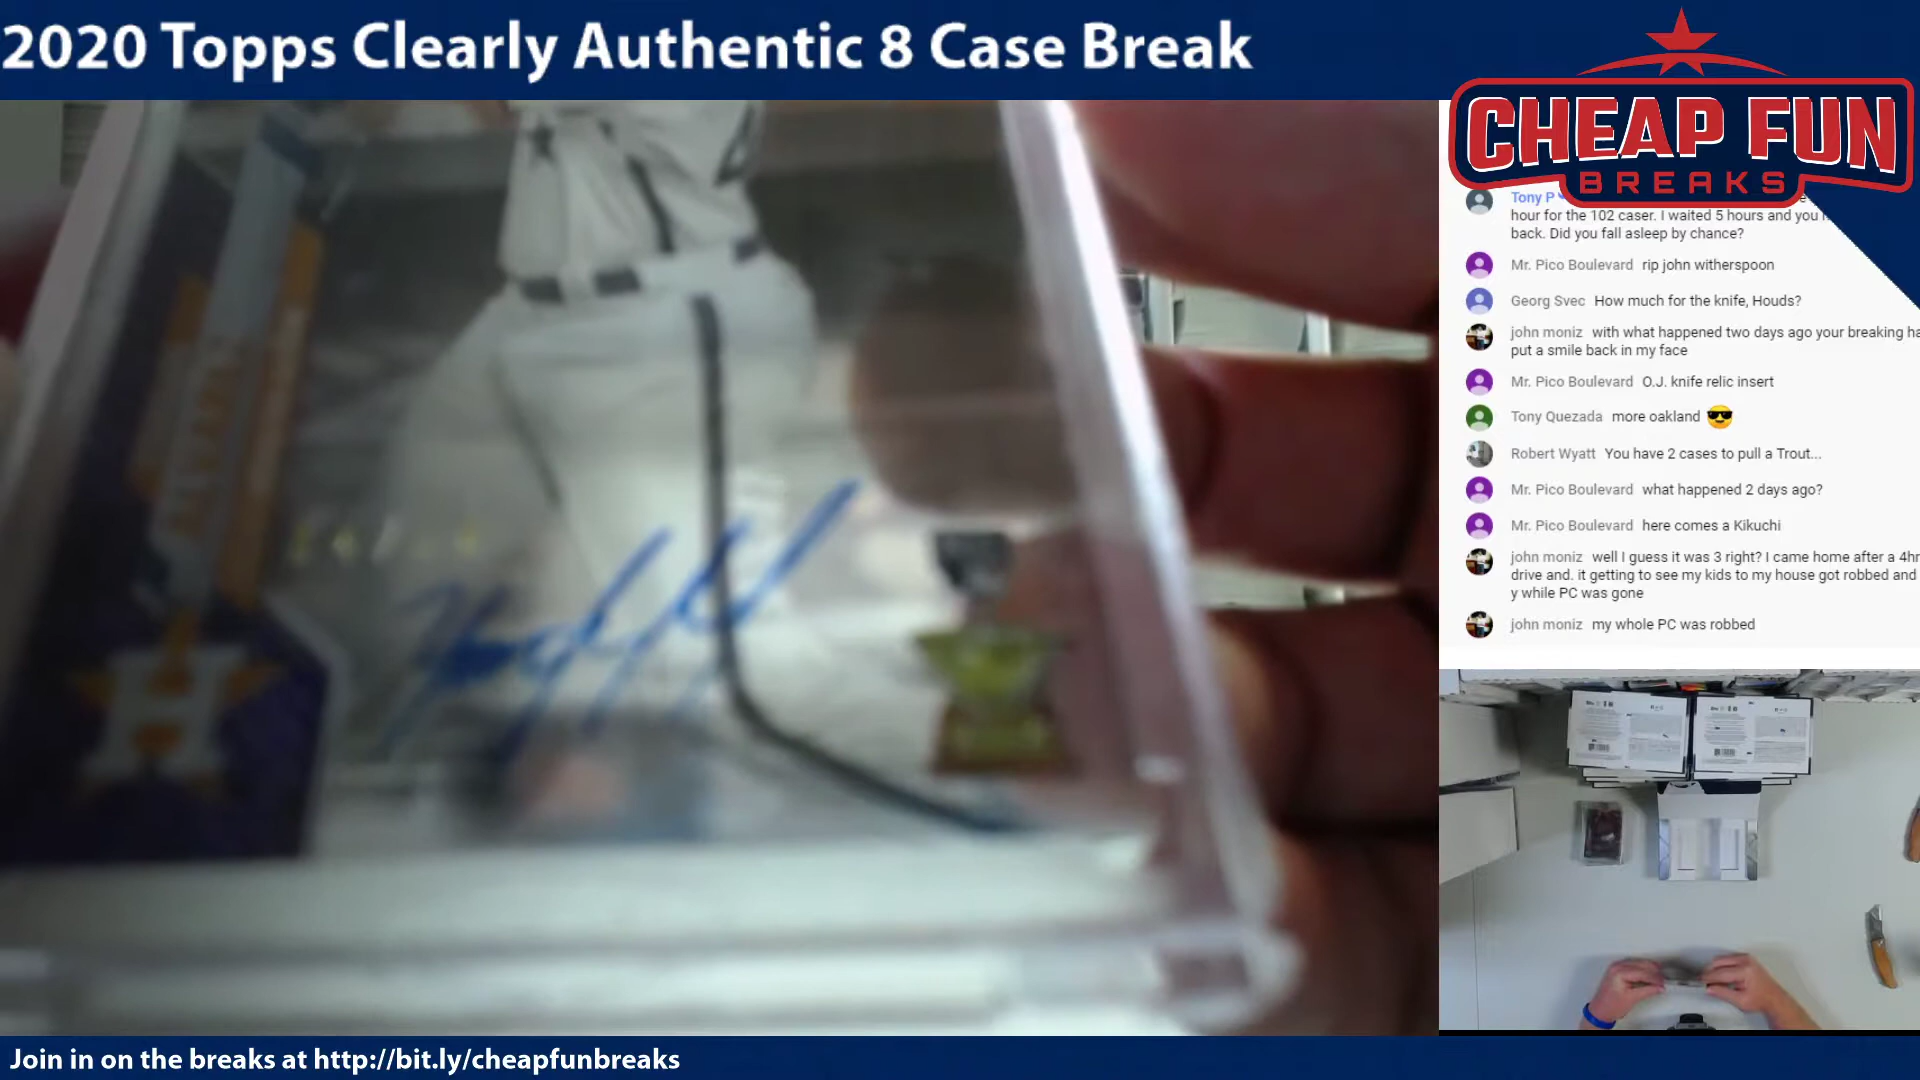 2020 Topps Clearly Authentic 8 Case Break
CHEAP FUN
BREAKS
Tony P
hour for the 102 caser. I waited 5 hours and you
back. Did you fall asleep by chance?
Mr. Pico Boulevard rip john witherspoon
Georg Svec How much for the knife, Houds?
john moniz with what happened two days ago your breaking ha
put a smile back in my face
Mr. Pico Boulevard O.J. knife relic insert
Tony Quezada more oakland 😎
Robert Wyatt You have 2 cases to pull a Trout...
Mr. Pico Boulevard what happened 2 days ago?
Mr. Pico Boulevard here comes a Kikuchi
john moniz well I guess it was 3 right? I came home after a 4hr
drive and. it getting to see my kids to my house got robbed and
y while PC was gone
john moniz my whole PC was robbed
H
Join in on the breaks at http://bit.ly/cheapfunbreaks